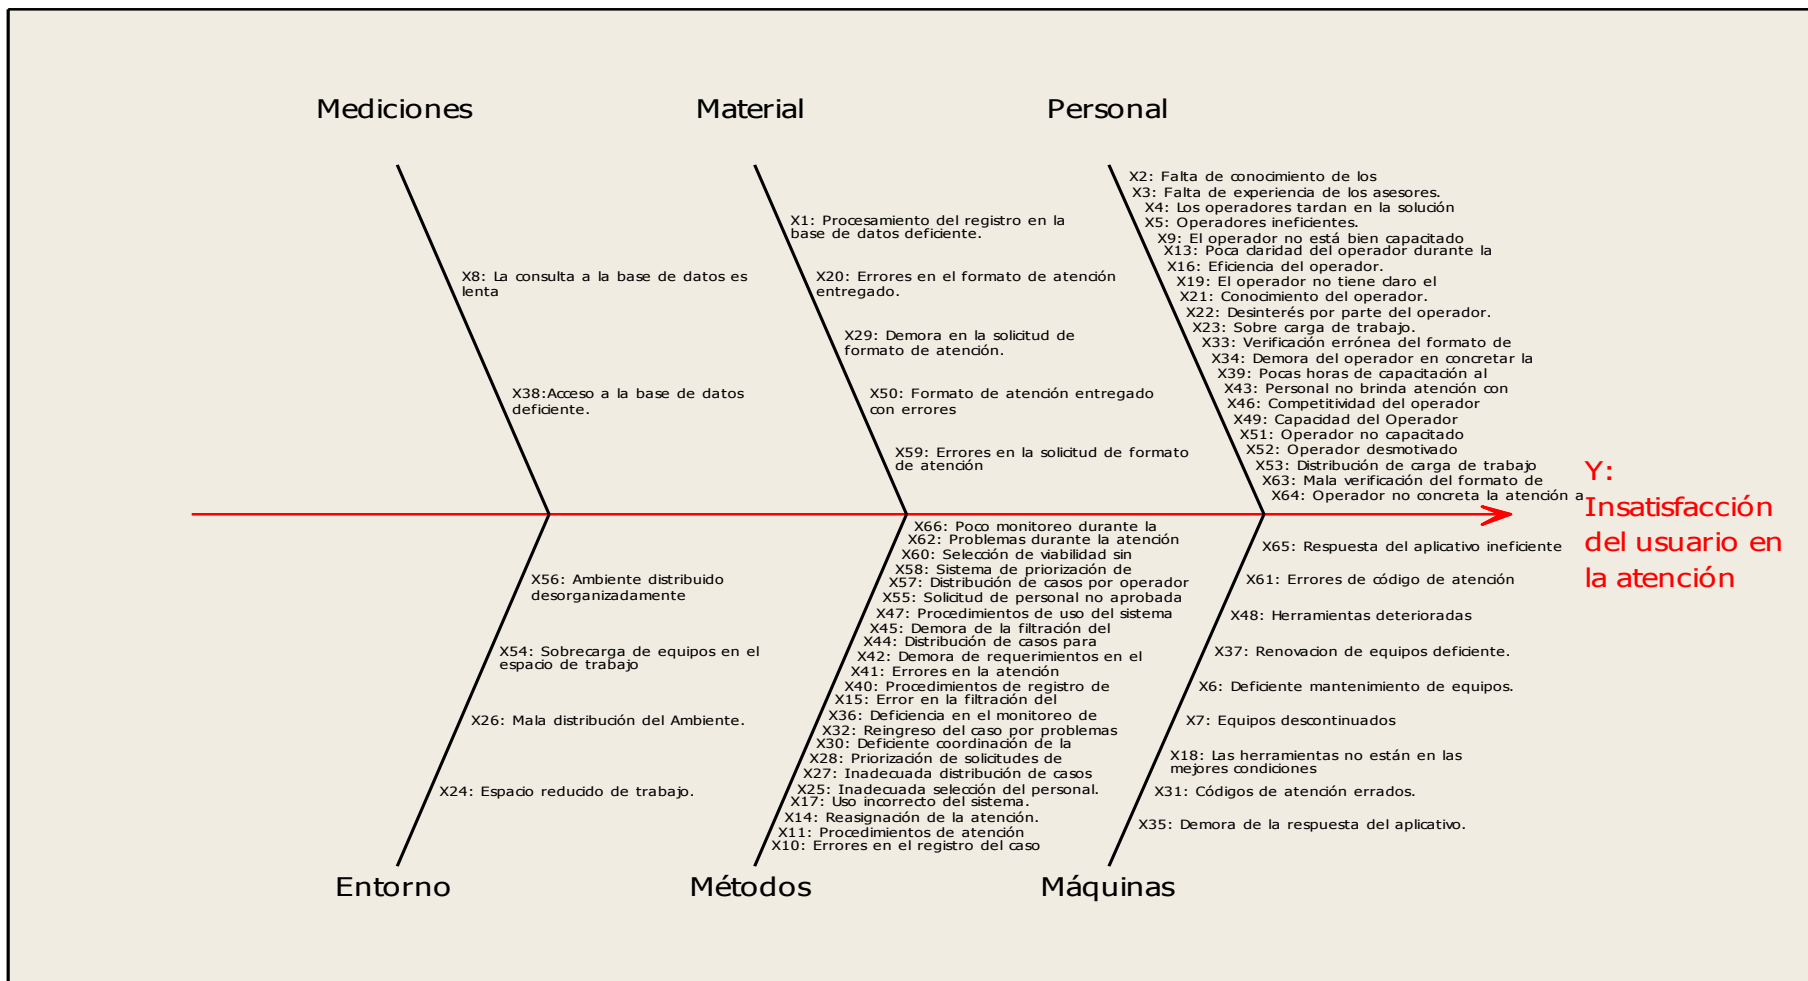 Mediciones
Material
Personal
X8: La consulta a la base de datos es
lenta
X38:Acceso a la base de datos
deficiente.
X1: Procesamiento del registro en la
base de datos deficiente.
X20: Errores en el formato de atención
entregado.
X29: Demora en la solicitud de
formato de atención.
X50: Formato de atención entregado
con errores
X59: Errores en la solicitud de formato
de atención
X2: Falta de conocimiento de los
X3: Falta de experiencia de los asesores.
X4: Los operadores tardan en la solución
X5: Operadores ineficientes.
X9: El operador no está bien capacitado
X13: Poca claridad del operador durante la
X16: Eficiencia del operador.
X19: El operador no tiene claro el
X21: Conocimiento del operador.
X22: Desinterés por parte del operador.
X23: Sobre carga de trabajo.
X33: Verificación errónea del formato de
X34: Demora del operador en concretar la
X39: Pocas horas de capacitación al
X43: Personal no brinda atención con
X46: Competitividad del operador
X49: Capacidad del Operador
X51: Operador no capacitado
X52: Operador desmotivado
X53: Distribución de carga de trabajo
X63: Mala verificación del formato de
X64: Operador no concreta la atención a
Y:
Insatisfacción
del usuario en
la atención
X56: Ambiente distribuido
desorganizadamente
X54: Sobrecarga de equipos en el
espacio de trabajo
X26: Mala distribución del Ambiente.
X24: Espacio reducido de trabajo.
X66: Poco monitoreo durante la
X62: Problemas durante la atención
X60: Selección de viabilidad sin
X58: Sistema de priorización de
X57: Distribución de casos por operador
X55: Solicitud de personal no aprobada
X47: Procedimientos de uso del sistema
X45: Demora de la filtración del
X44: Distribución de casos para
X42: Demora de requerimientos en el
X41: Errores en la atención
X40: Procedimientos de registro de
X15: Error en la filtración del
X36: Deficiencia en el monitoreo de
X32: Reingreso del caso por problemas
X30: Deficiente coordinación de la
X28: Priorización de solicitudes de
X27: Inadecuada distribución de casos
X25: Inadecuada selección del personal.
X17: Uso incorrecto del sistema.
X14: Reasignación de la atención.
X11: Procedimientos de atención
X10: Errores en el registro del caso
X65: Respuesta del aplicativo ineficiente
X61: Errores de código de atención
X48: Herramientas deterioradas
X37: Renovacion de equipos deficiente.
X6: Deficiente mantenimiento de equipos.
X7: Equipos descontinuados
X18: Las herramientas no están en las
mejores condiciones
X31: Códigos de atención errados.
X35: Demora de la respuesta del aplicativo.
Entorno
Métodos
Máquinas